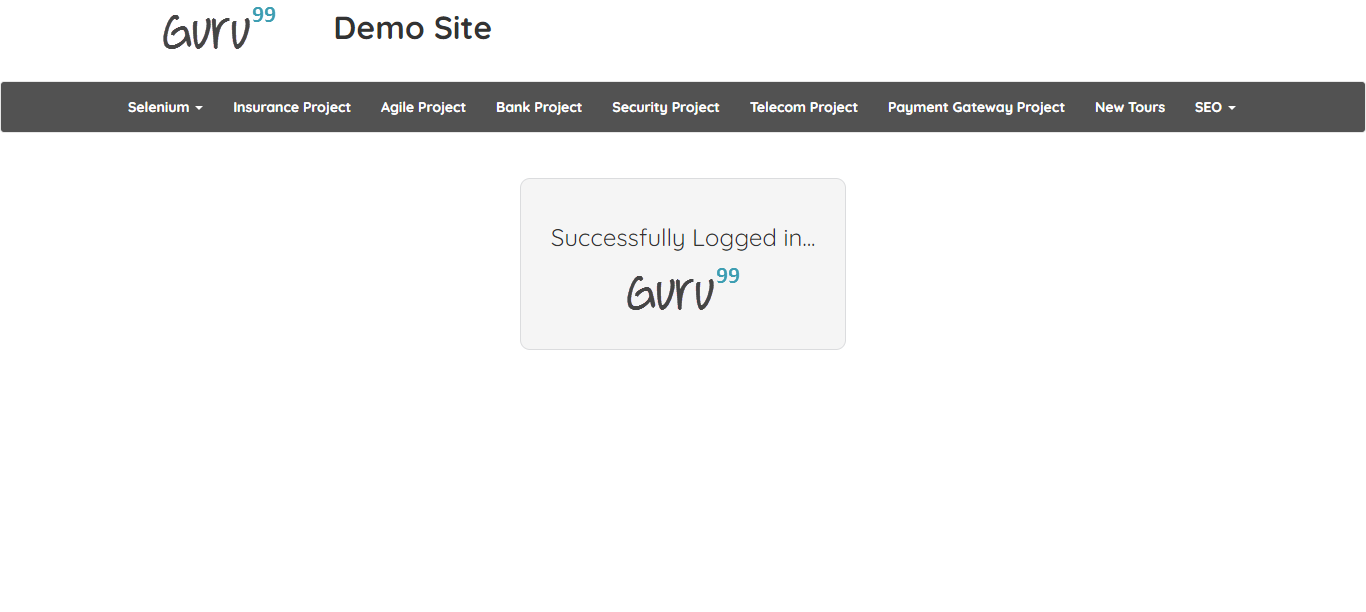 Guru99
Demo Site
Selenium Insurance Project Agile Project Bank Project Security Project Telecom Project Payment Gateway Project New Tours SEO
Successfully Logged in...
Guru99